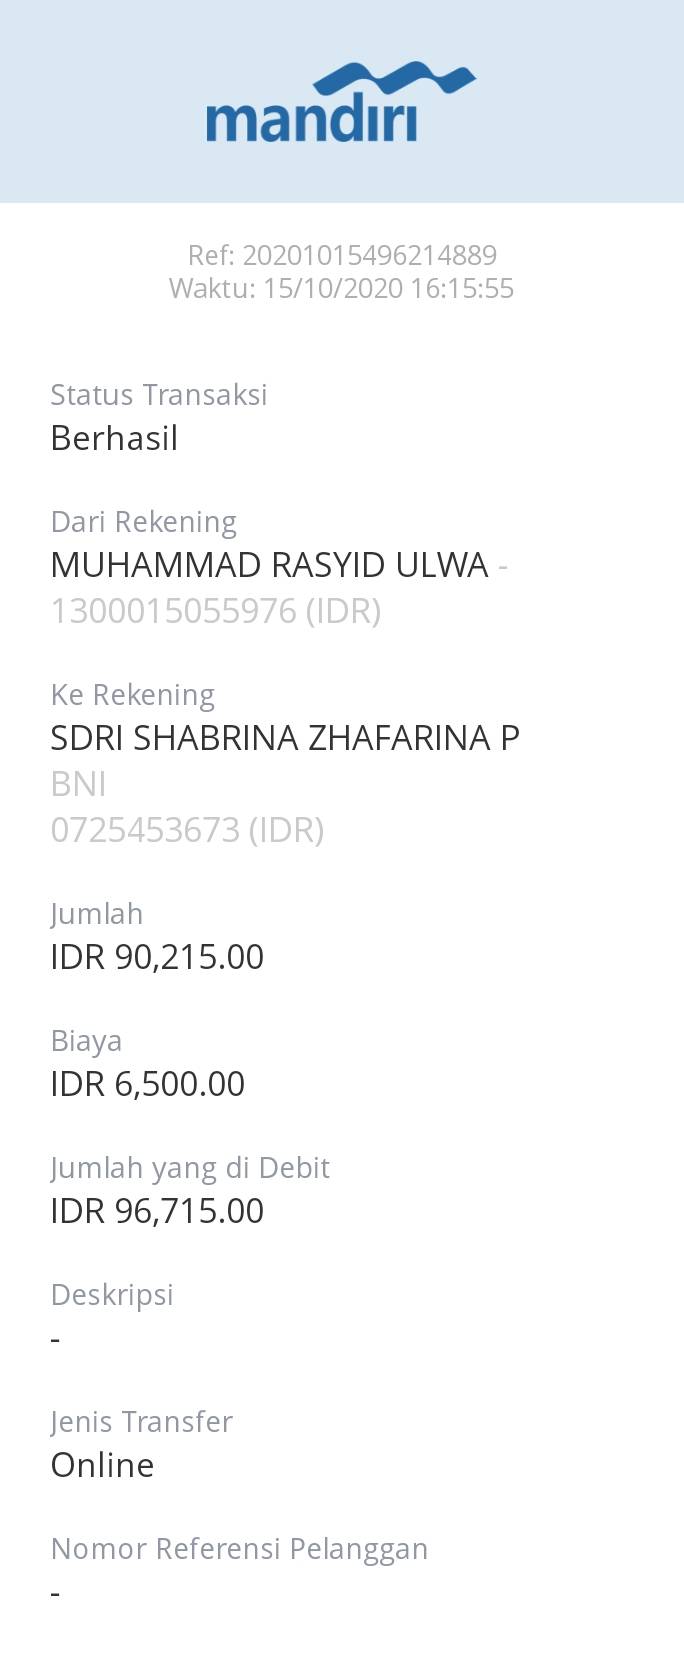 mandiri
Ref: 20201015496214889
Waktu: 15/10/2020 16:15:55
Status Transaksi
Berhasil
Dari Rekening
MUHAMMAD RASYID ULWA -
1300015055976 (IDR)
Ke Rekening
SDRI SHABRINA ZHAFARINA P
BNI
0725453673 (IDR)
Jumlah
IDR 90,215.00
Biaya
IDR 6,500.00
Jumlah yang di Debit
IDR 96,715.00
Deskripsi
-
Jenis Transfer
Online
Nomor Referensi Pelanggan
-